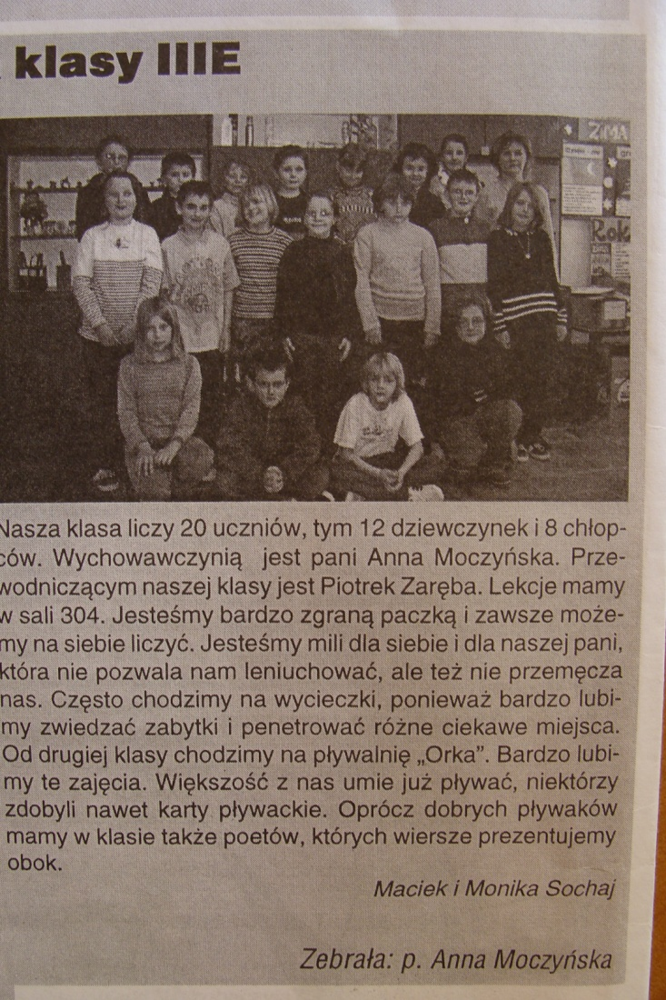 klasy IIIE
ZIMA
Rok
Nasza klasa liczy 20 uczniów, tym 12 dziewczynek i 8 chłop-
ców. Wychowawczynią jest pani Anna Moczyńska. Prze-
wodniczącym naszej klasy jest Piotrek Zaręba. Lekcje mamy
w sali 304. Jesteśmy bardzo zgraną paczką i zawsze może-
my na siebie liczyć. Jesteśmy mili dla siebie i dla naszej pani,
która nie pozwala nam leniuchować, ale też nie przemęcza
nas. Często chodzimy na wycieczki, ponieważ bardzo lubi-
my zwiedzać zabytki i penetrować różne ciekawe miejsca.
Od drugiej klasy chodzimy na pływalnię „Orka”. Bardzo lubi-
my te zajęcia. Większość z nas umie już pływać, niektórzy
zdobyli nawet karty pływackie. Oprócz dobrych pływaków
mamy w klasie także poetów, których wiersze prezentujemy
obok.
Maciek i Monika Sochaj
Zebrała: p. Anna Moczyńska